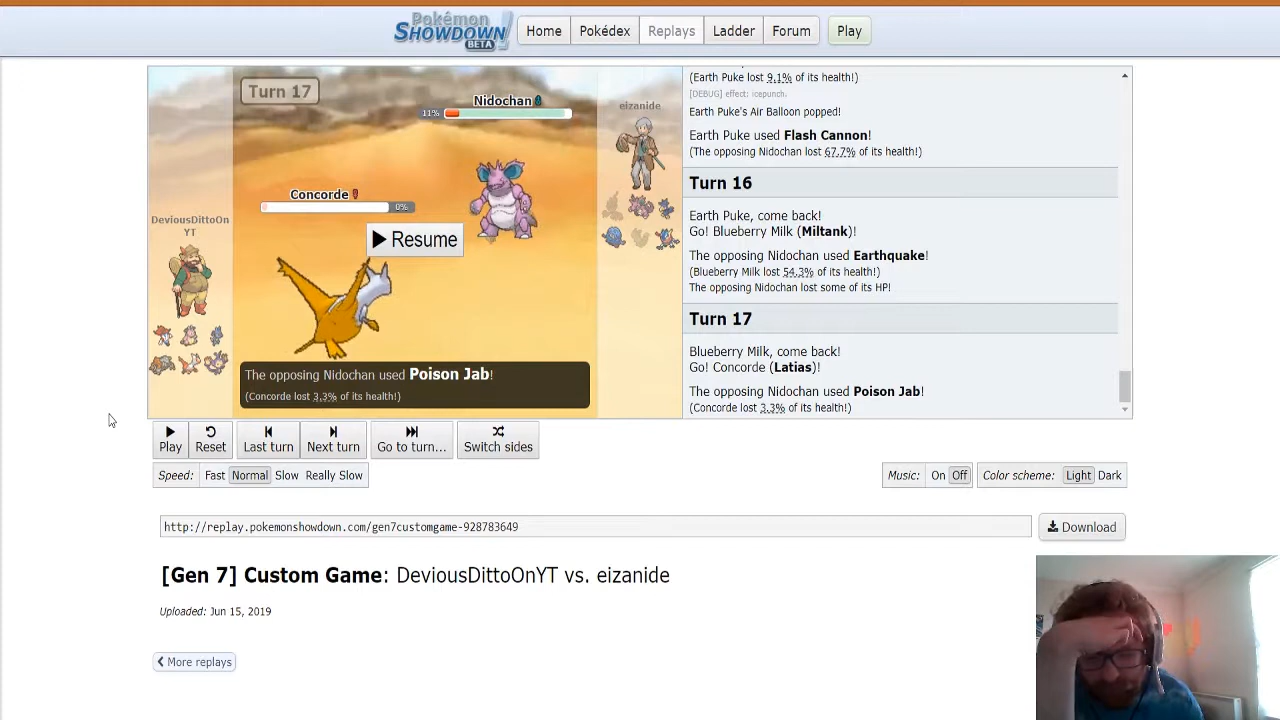 Pokémon
SHOWDOWN!
BETA
Home
Pokédex
Replays
Ladder
Forum
Play
Turn 17
Nidochan
11%
Concorde
0%
Resume
The opposing Nidochan used Poison Jab!
(Concorde lost 3.3% of its health!)
DeviousDittoOn
YT
eizanide
(Earth Puke lost 9.1% of its health!)
[DEBUG] effect: icepunch.
Earth Puke's Air Balloon popped!
Earth Puke used Flash Cannon!
(The opposing Nidochan lost 67.7% of its health!)
Turn 16
Earth Puke, come back!
Go! Blueberry Milk (Miltank)!
The opposing Nidochan used Earthquake!
(Blueberry Milk lost 54.3% of its health!)
The opposing Nidochan lost some of its HP!
Turn 17
Blueberry Milk, come back!
Go! Concorde (Latias)!
The opposing Nidochan used Poison Jab!
(Concorde lost 3.3% of its health!)
Play
Reset
Last turn
Next turn
Go to turn...
Switch sides
Speed: Fast Normal Slow Really Slow
Music: On Off
Color scheme: Light Dark
http://replay.pokemonshowdown.com/gen7customgame-928783649
Download
[Gen 7] Custom Game: DeviousDittoOnYT vs. eizanide
Uploaded: Jun 15, 2019
More replays